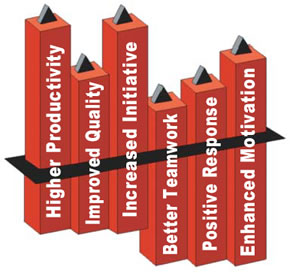 Higher Productivity
Improved Quality
Increased Initiative
Better Teamwork
Positive Response
Enhanced Motivation